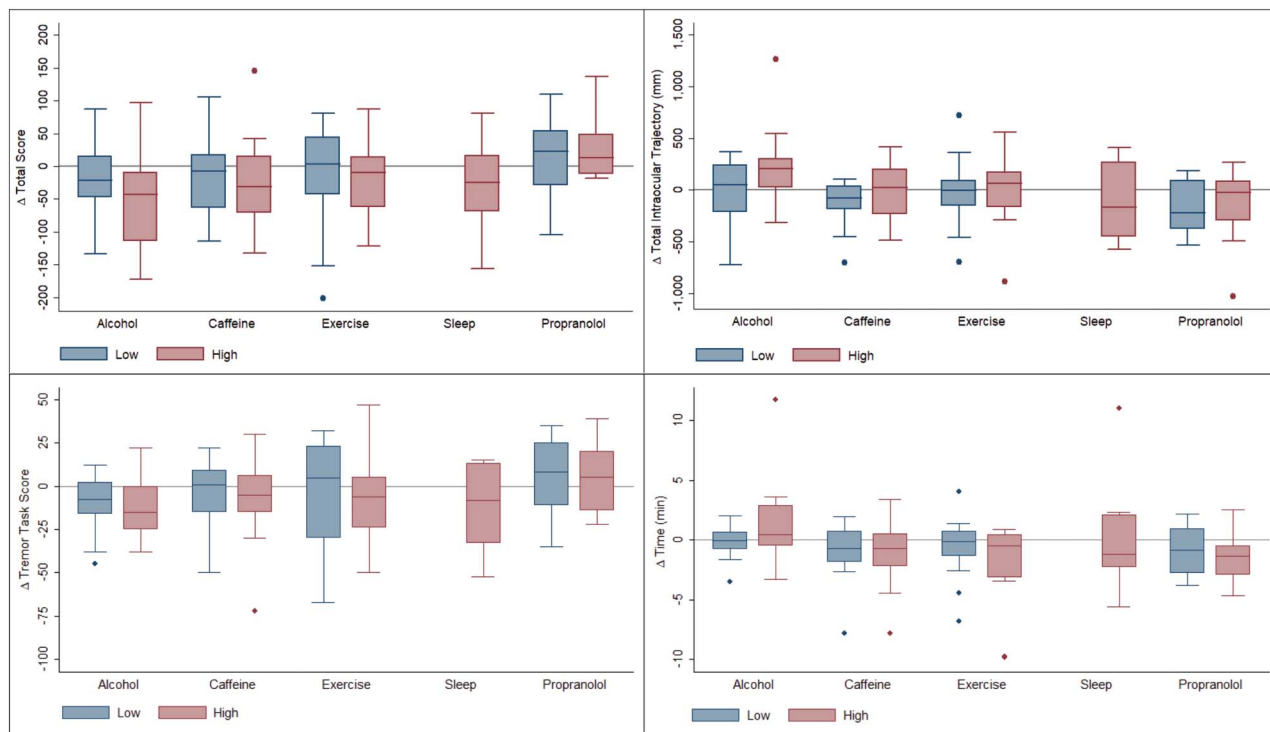 Δ Total Score
200
150
100
50
0
-50
-100
-150
-200
Alcohol Caffeine Exercise Sleep Propranolol
Low High
Δ Total Intraocular Trajectory (mm)
1,500
1,000
500
0
500
-1,000
Alcohol Caffeine Exercise Sleep Propranolol
Low High
Δ Tremor Task Score
50
25
0
-25
-50
-75
-100
Alcohol Caffeine Exercise Sleep Propranolol
Low High
Δ Time (min)
10
5
0
-5
-10
Alcohol Caffeine Exercise Sleep Propranolol
Low High